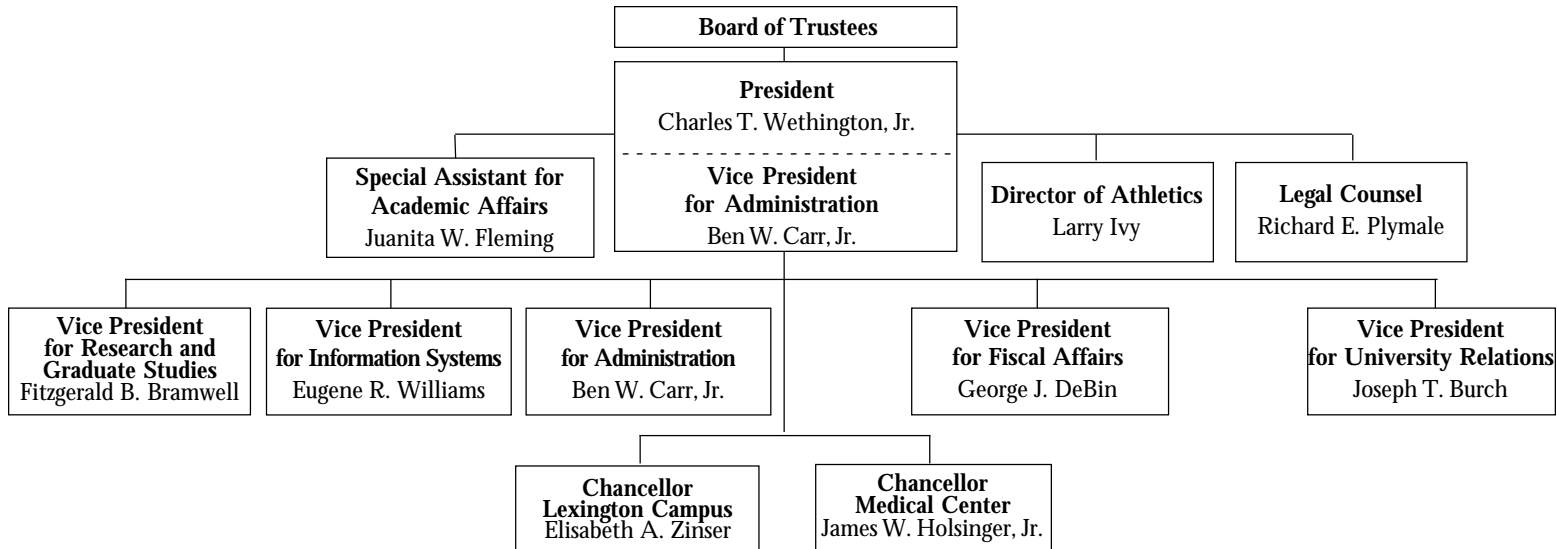 Board of Trustees
President
Charles T. Wethington, Jr.
Vice President
for Administration
Ben W. Carr, Jr.
Special Assistant for
Academic Affairs
Juanita W. Fleming
Director of Athletics
Larry Ivy
Legal Counsel
Richard E. Plymale
Vice President
for Research and
Graduate Studies
Fitzgerald B. Bramwell
Vice President
for Information Systems
Eugene R. Williams
Vice President
for Administration
Ben W. Carr, Jr.
Vice President
for Fiscal Affairs
George J. DeBin
Vice President
for University Relations
Joseph T. Burch
Chancellor
Lexington Campus
Elisabeth A. Zinser
Chancellor
Medical Center
James W. Holsinger, Jr.